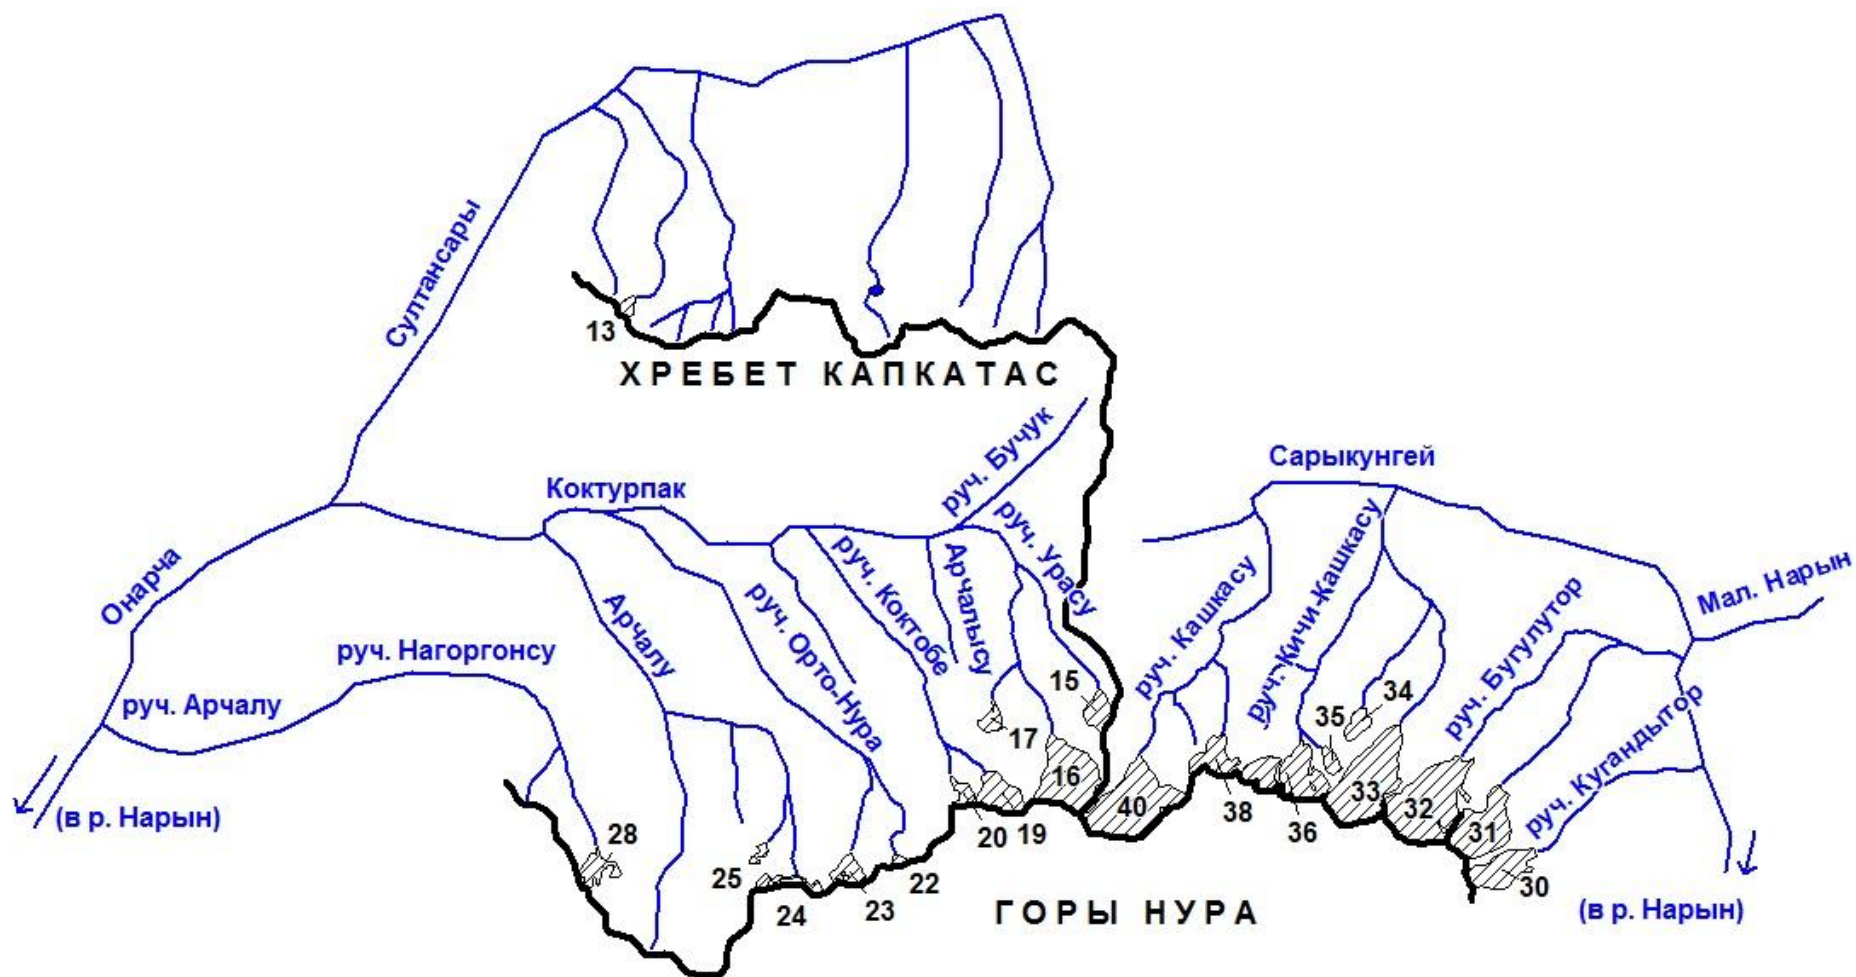 Султансары
13
ХРЕБЕТ КАПКАТАС
руч. Бучук
Сарыкунгей
Коктурпак
руч. Урасу
Онарча
руч. Коктобе
Арчалысу
руч. Кашкасу
руч. Кичи-Кашкасу
Мал. Нарын
руч. Бугулутор
Арчалу
руч. Орто-Нура
руч. Нагоргонсу
руч. Арчалу
15
34
17
35
руч. Кугандытор
16
40
38
36
33
32
31
20
19
(в р. Нарын)
28
25
24
23
22
30
ГОРЫ НУРА
(в р. Нарын)